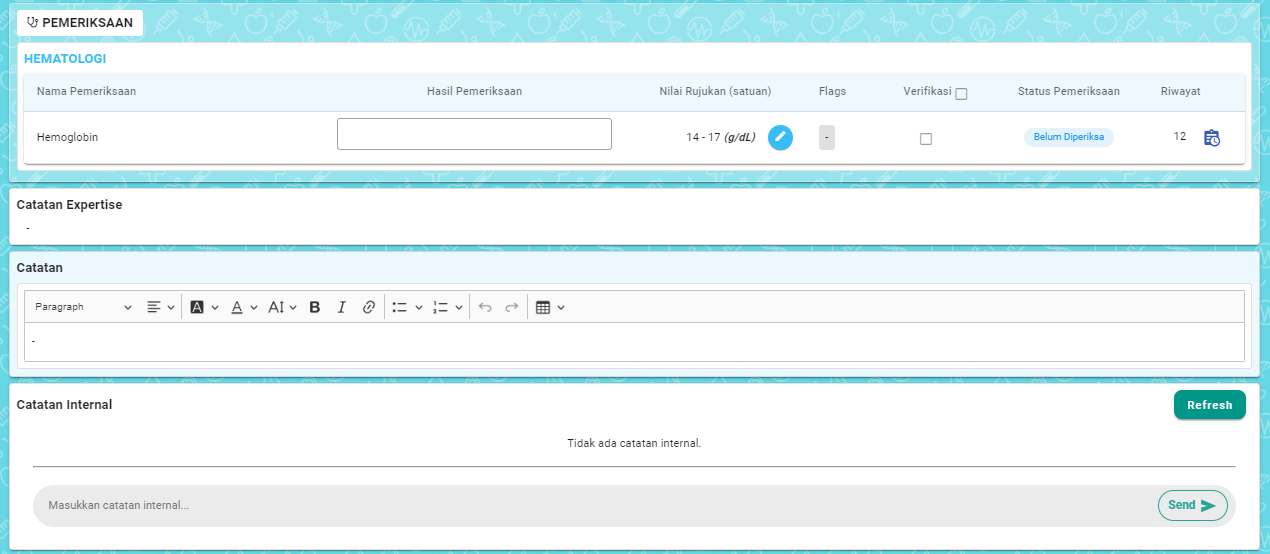 PEMERIKSAAN
HEMATOLOGI
Nama Pemeriksaan Hasil Pemeriksaan Nilai Rujukan (satuan) Flags Verifikasi Status Pemeriksaan Riwayat
Hemoglobin 14 - 17 (g/dL) - Belum Diperiksa 12
Catatan Expertise
-
Catatan
Paragraph A A A B I
-
Catatan Internal Refresh
Tidak ada catatan internal.
Masukkan catatan internal... Send